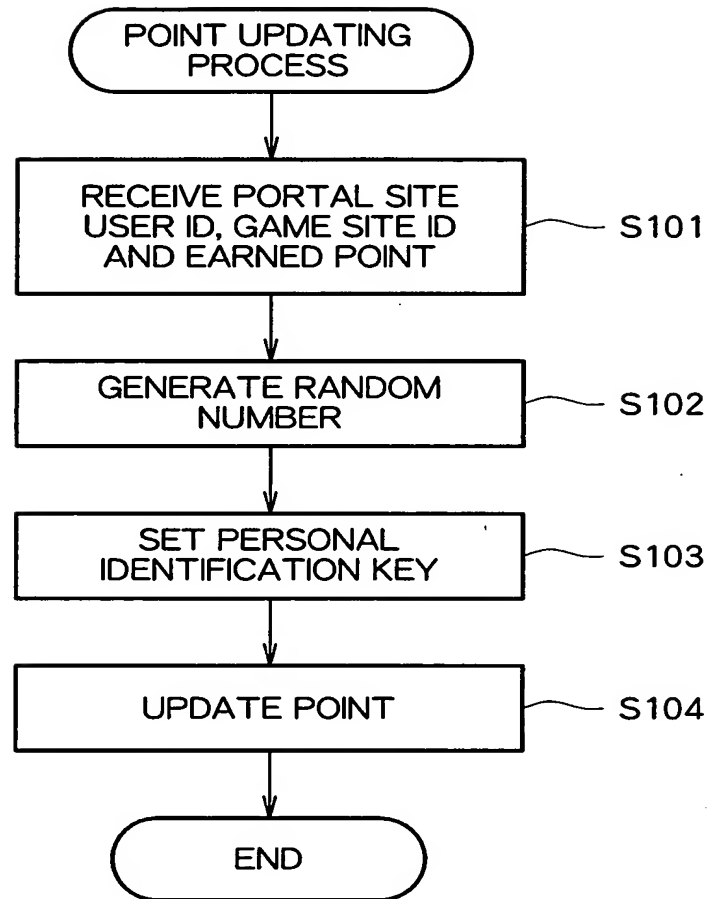 POINT UPDATING
PROCESS
RECEIVE PORTAL SITE
USER ID, GAME SITE ID
AND EARNED POINT
S101
GENERATE RANDOM
NUMBER
S102
SET PERSONAL
IDENTIFICATION KEY
S103
UPDATE POINT
S104
END